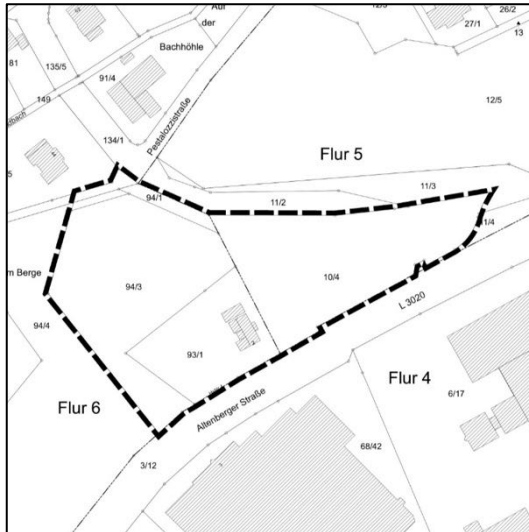 Auf
der
Bachhöhle
26/2
27/1
13
81
135/5
91/4
149
12/5
Pestalozzistraße
134/1
Flur 5
94/1
11/2
11/3
m Berge
94/3
10/4
L 3020
94/4
93/1
Flur 4
Flur 6
Altenberger Straße
6/17
3/12
68/42